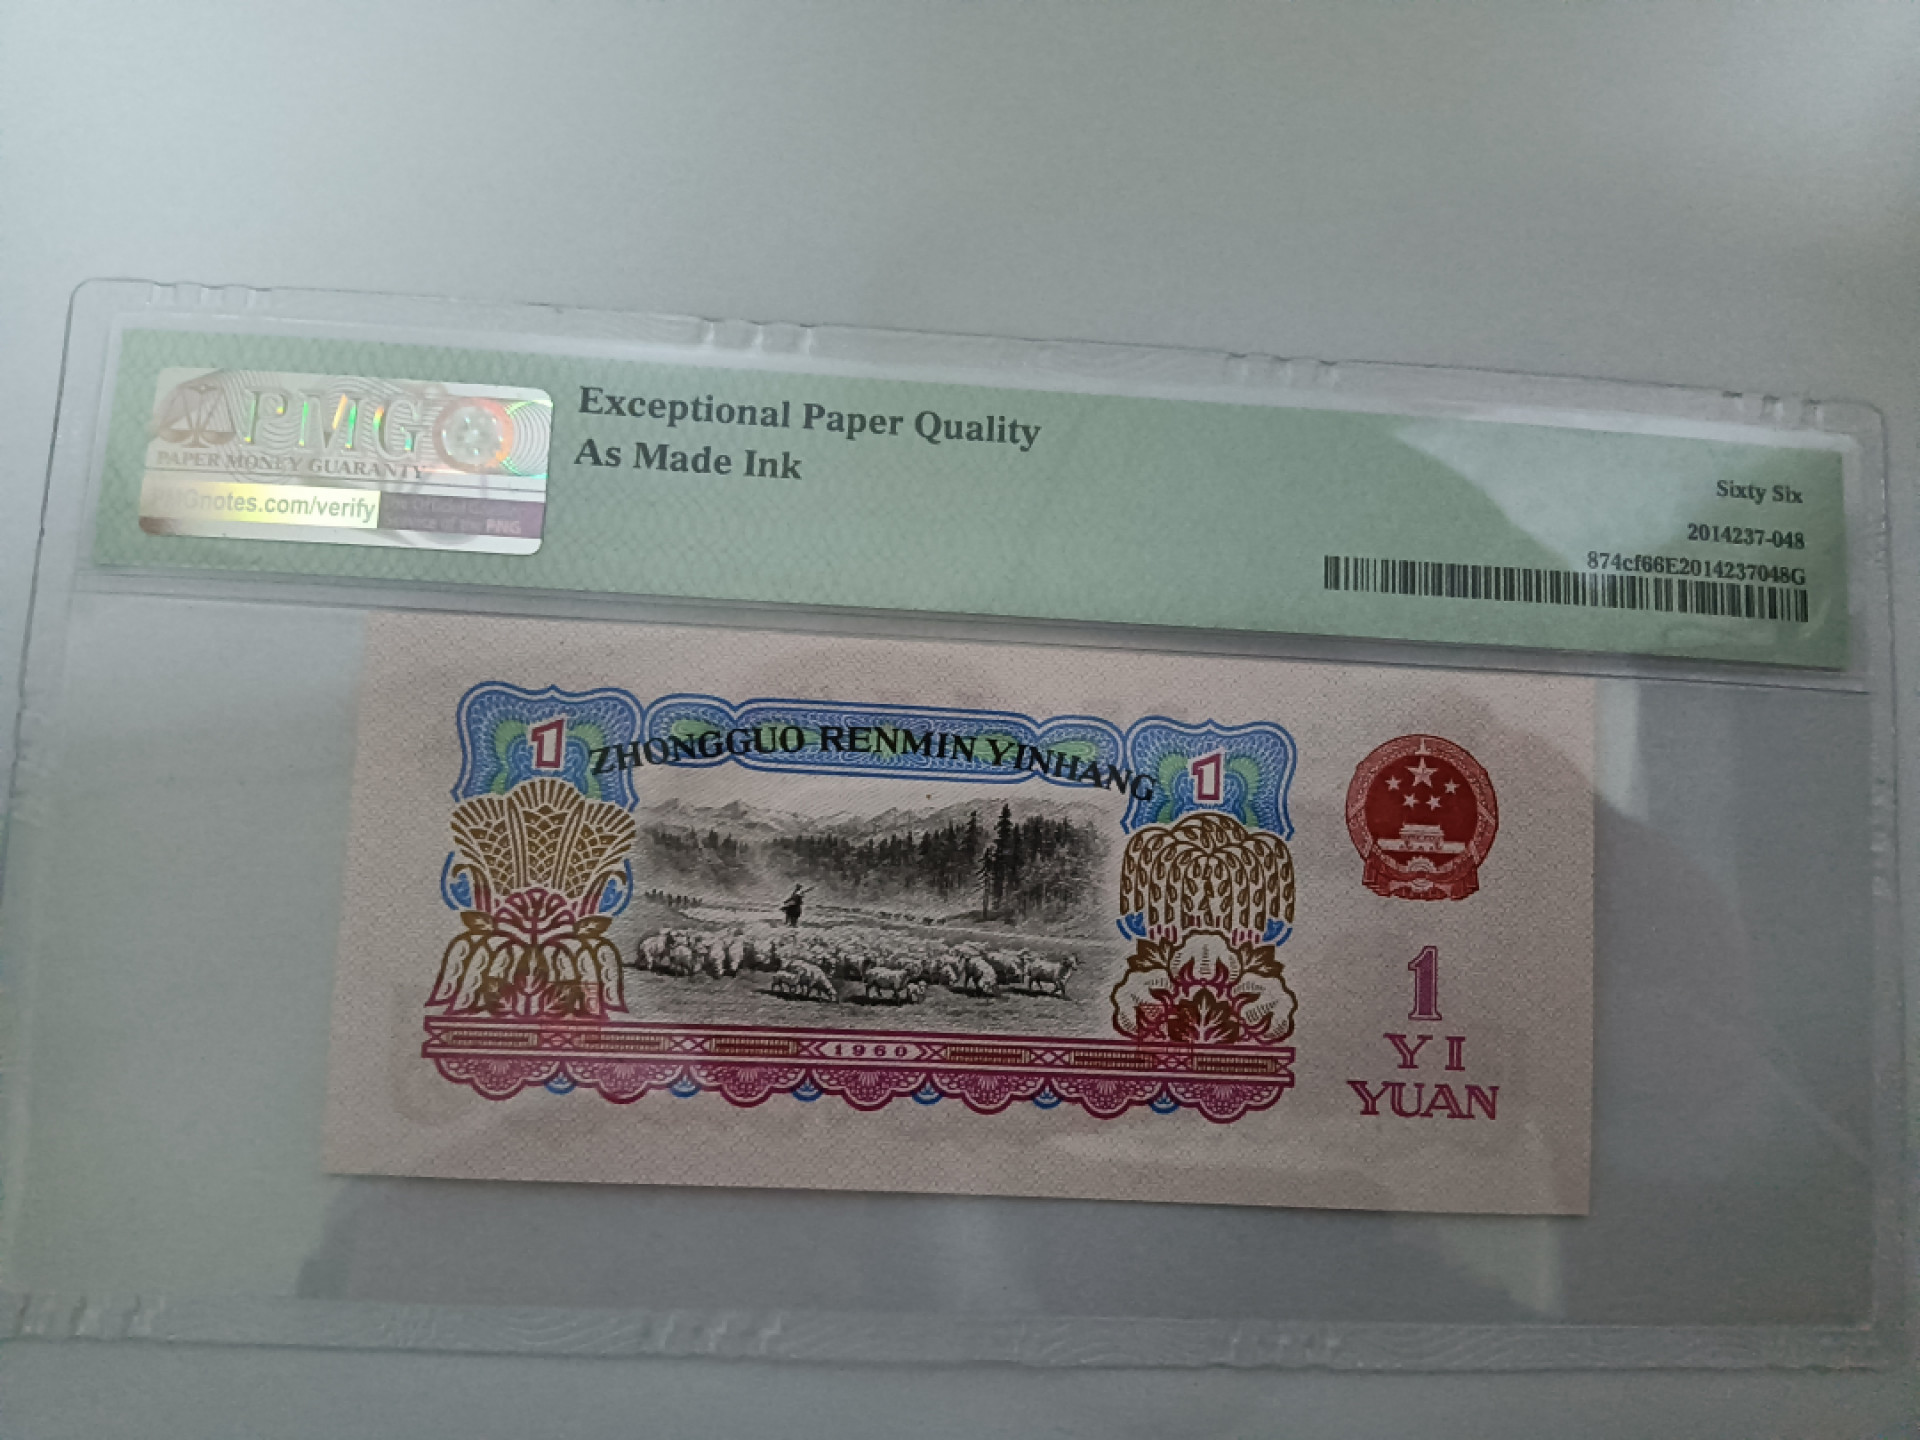 PMG
PAPER MONEY GUARANTY
PMGnotes.com/verify
PNG
Exceptional Paper Quality
As Made Ink
Sixty Six
2014237-048
874cf66E2014237048G
1
ZHONGGUO RENMIN YINHANG
1
1960
1
YI
YUAN